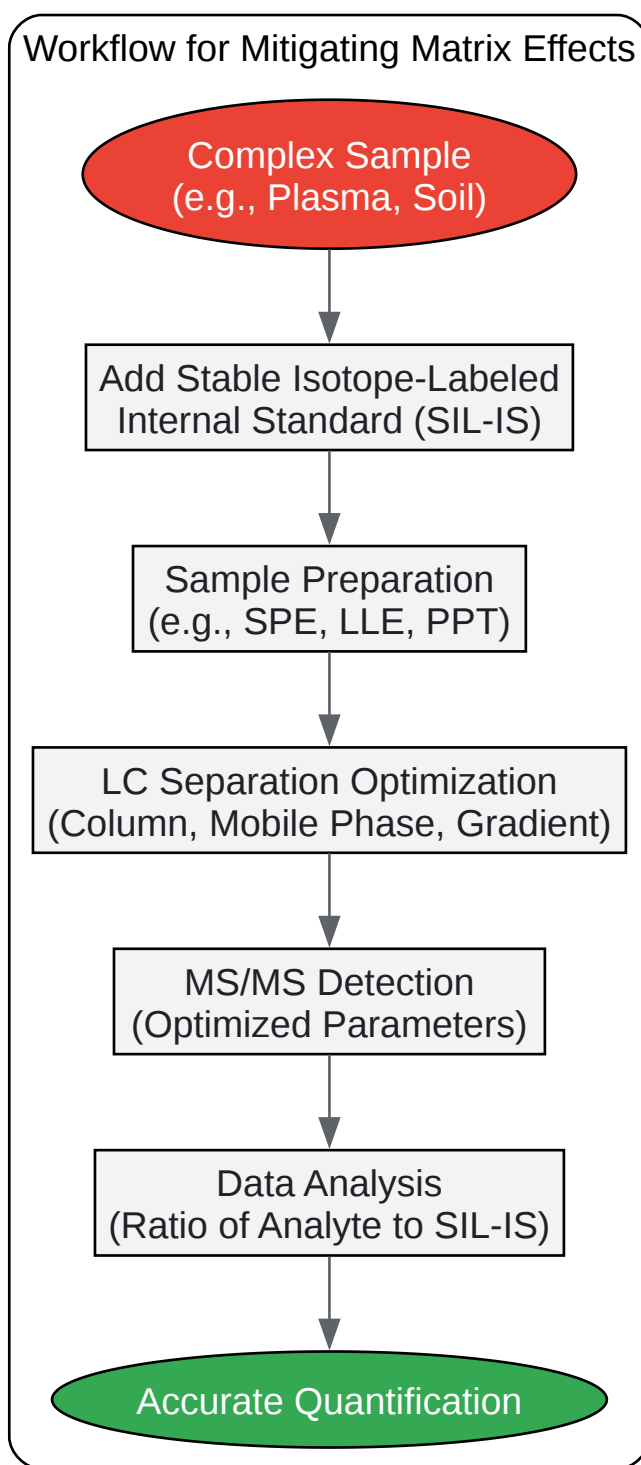 Workflow for Mitigating Matrix Effects
Complex Sample
(e.g., Plasma, Soil)
Add Stable Isotope-Labeled
Internal Standard (SIL-IS)
Sample Preparation
(e.g., SPE, LLE, PPT)
LC Separation Optimization
(Column, Mobile Phase, Gradient)
MS/MS Detection
(Optimized Parameters)
Data Analysis
(Ratio of Analyte to SIL-IS)
Accurate Quantification